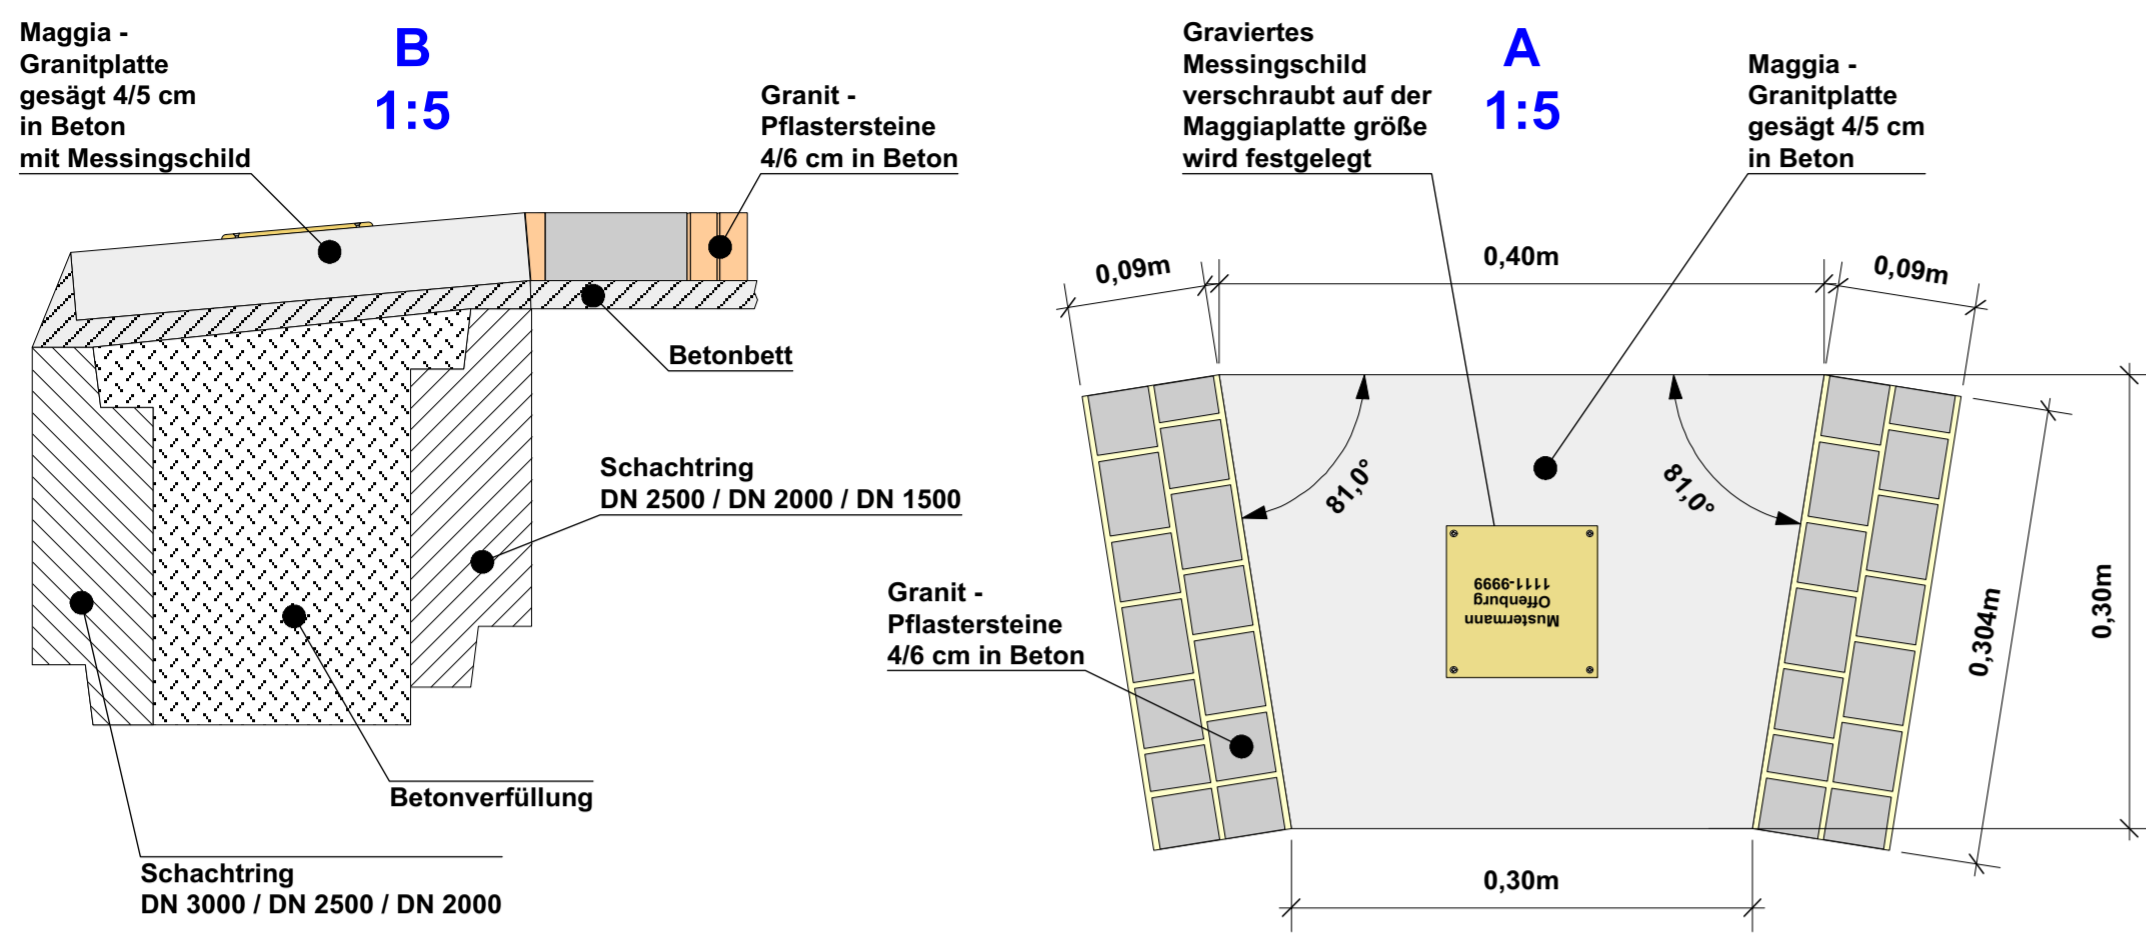 Maggia -
Granitplatte
gesägt 4/5 cm
in Beton
mit Messingschild
B
1:5
Granit -
Pflastersteine
4/6 cm in Beton
Betonbett
Schachtring
DN 2500 / DN 2000 / DN 1500
Betonverfüllung
Schachtring
DN 3000 / DN 2500 / DN 2000
Graviertes
Messingschild
verschraubt auf der
Maggiaplatte größe
wird festgelegt
A
1:5
Maggia -
Granitplatte
gesägt 4/5 cm
in Beton
0,09m
0,40m
0,09m
81,0°
81,0°
Mustermann
Offenburg
1111-9999
Granit -
Pflastersteine
4/6 cm in Beton
0,304m
0,30m
0,30m